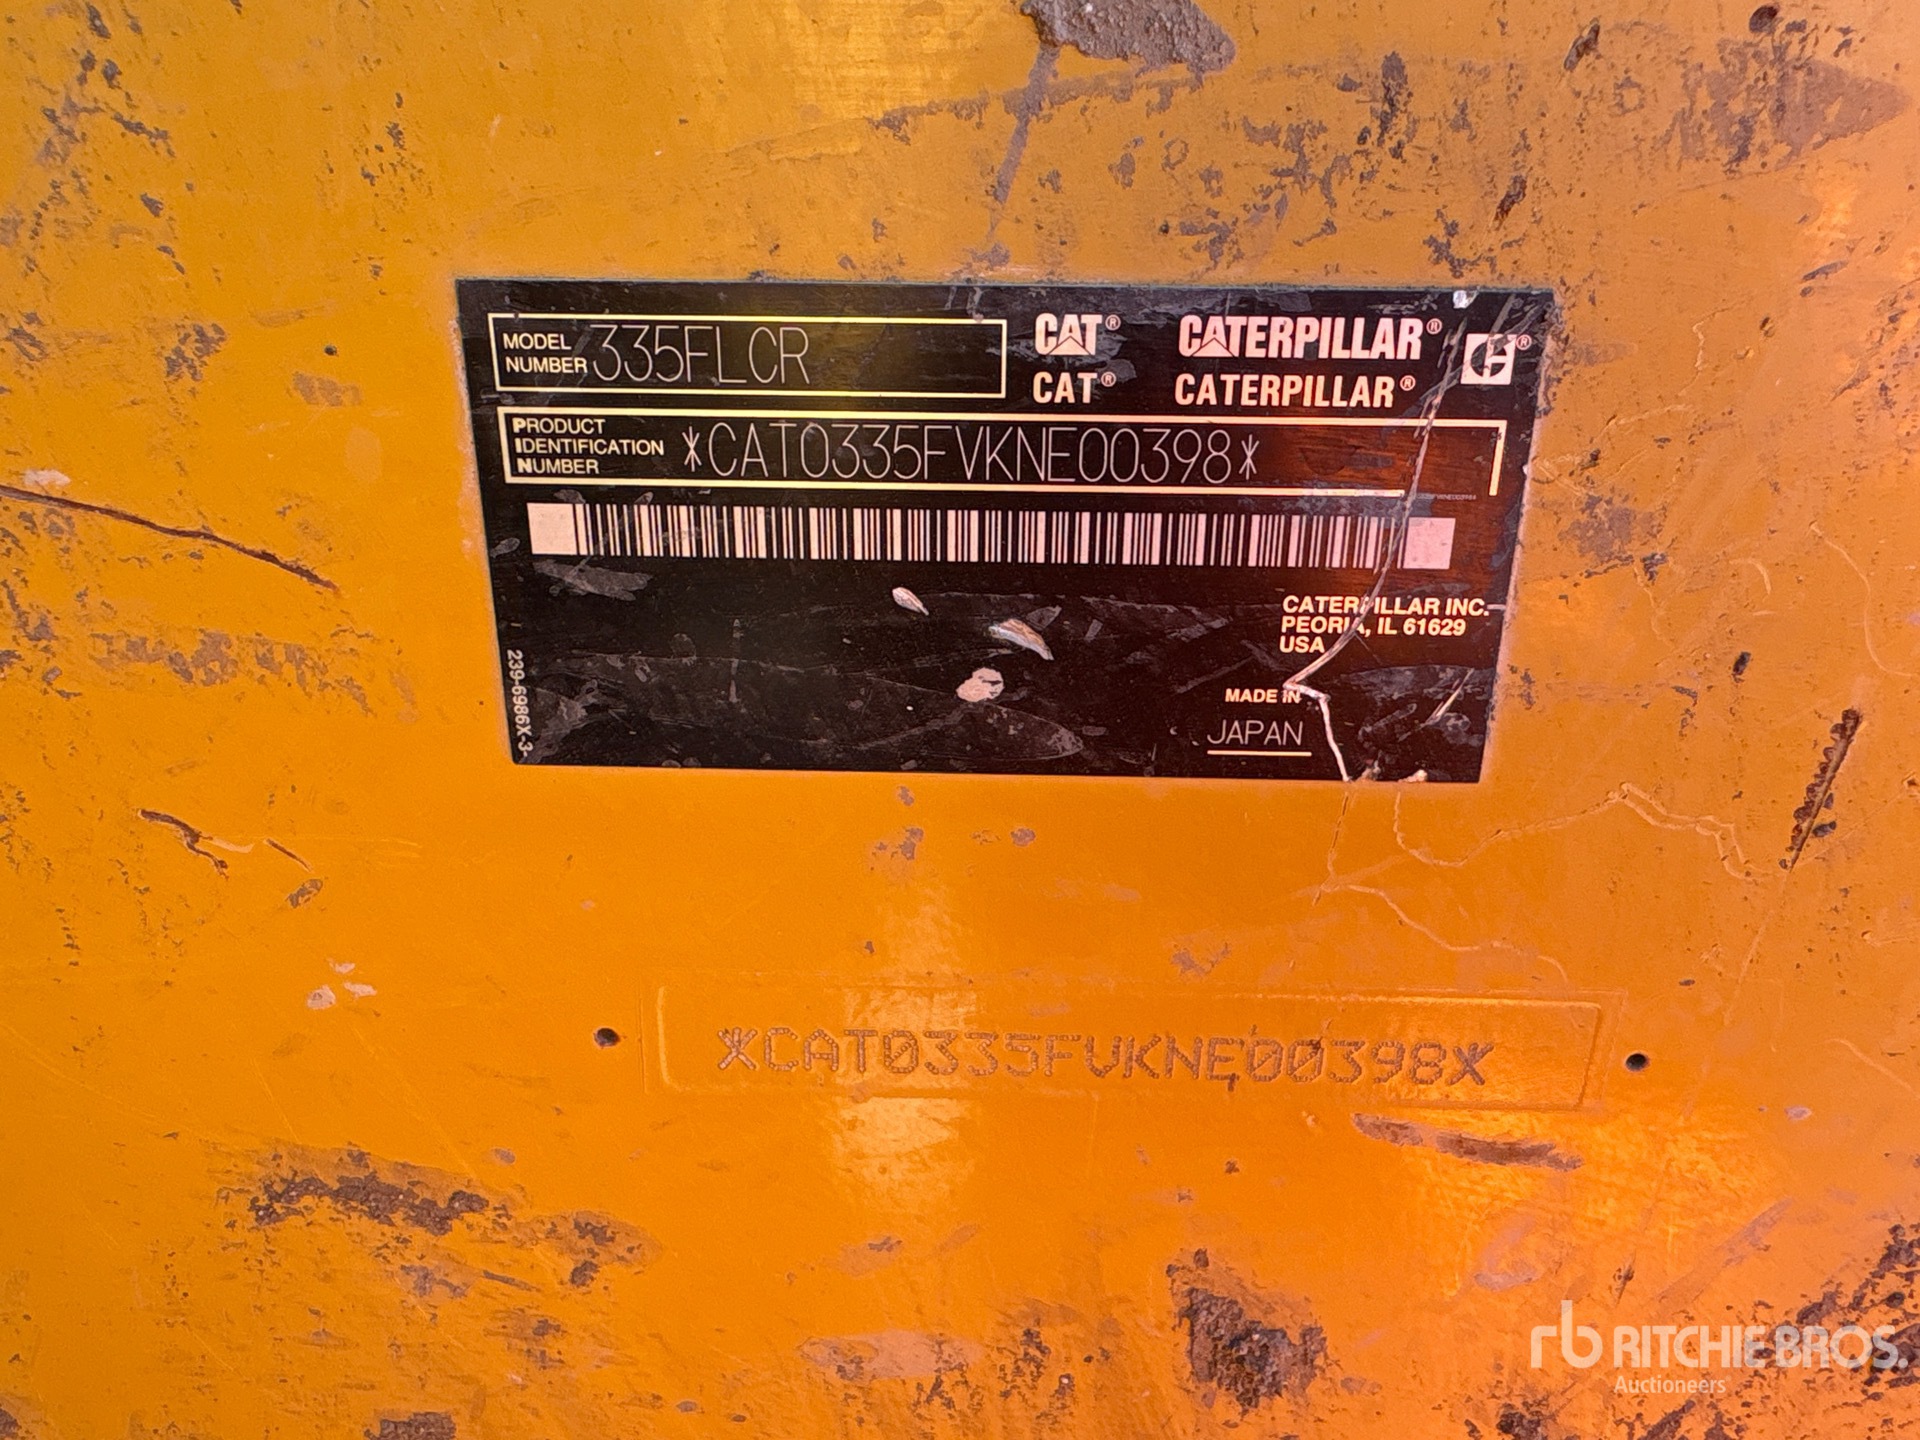 MODEL NUMBER 335FLCR
CAT® CATERPILLAR®
CAT® CATERPILLAR®
PRODUCT IDENTIFICATION NUMBER *CAT0335FVKNE00398*
CATERPILLAR INC.
PEORIA, IL 61629
USA
MADE IN
JAPAN
239-6986X-3
*CAT0335FVKNE00398*
rb RITCHIE BROS.
Auctioneers